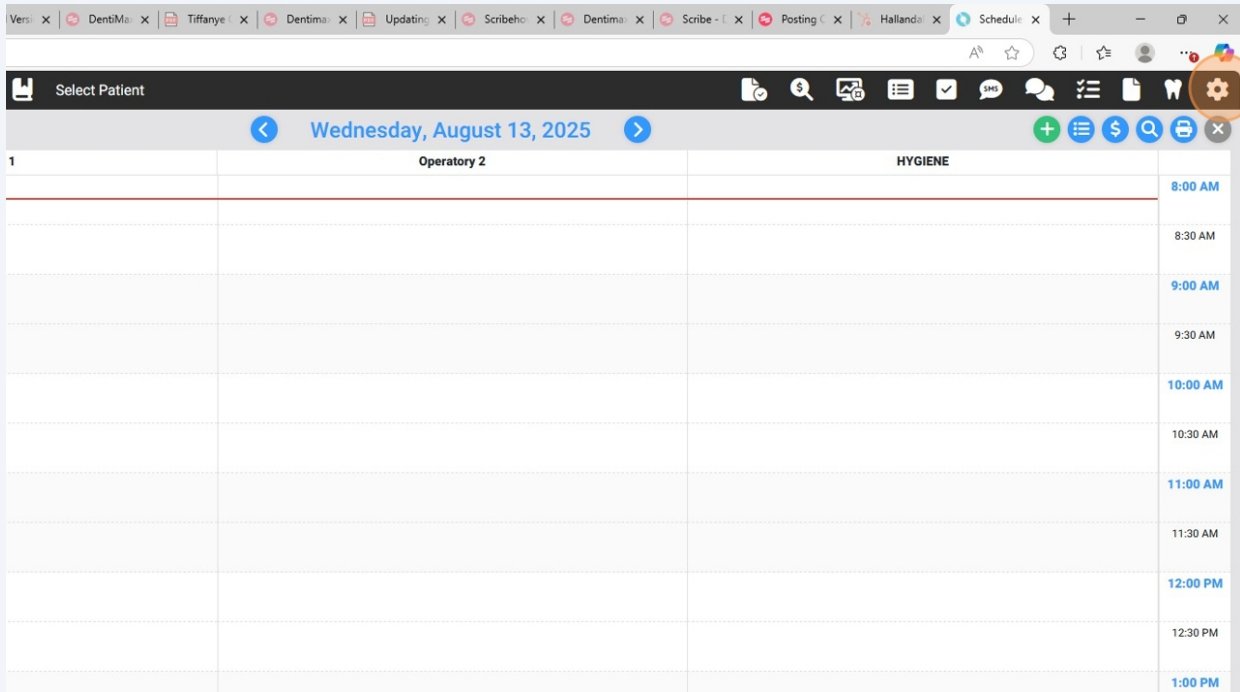 Versi DentiMa Tiffanye Dentima Updating Scribeho Dentima Scribe - D Posting C Hallanda Schedule
Select Patient
SMS
Wednesday, August 13, 2025
1 Operatory 2 HYGIENE
8:00 AM
8:30 AM
9:00 AM
9:30 AM
10:00 AM
10:30 AM
11:00 AM
11:30 AM
12:00 PM
12:30 PM
1:00 PM